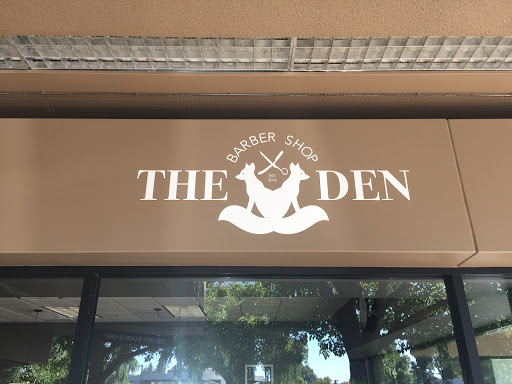 BARBER SHOP
THE DEN
EST.
2016